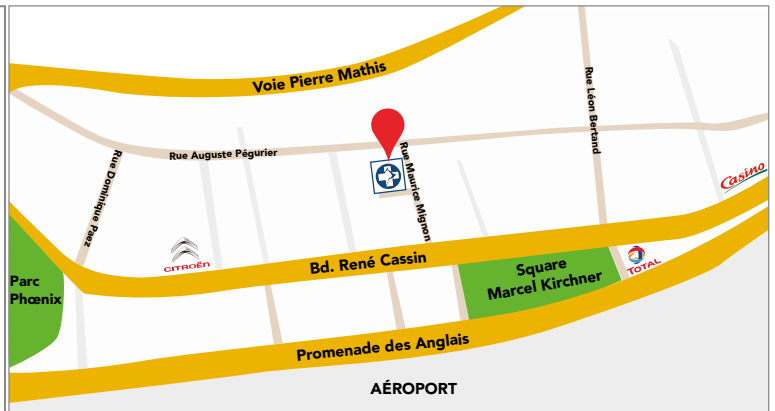 Voie Pierre Mathis
Rue Léon Bertand
Rue Auguste Pégurier
Rue Dominique Paez
Rue Maurice Mignon
Casino
CITROËN
Bd. René Cassin
Square
Marcel Kirchner
TOTAL
Parc
Phœnix
Promenade des Anglais
AÉROPORT